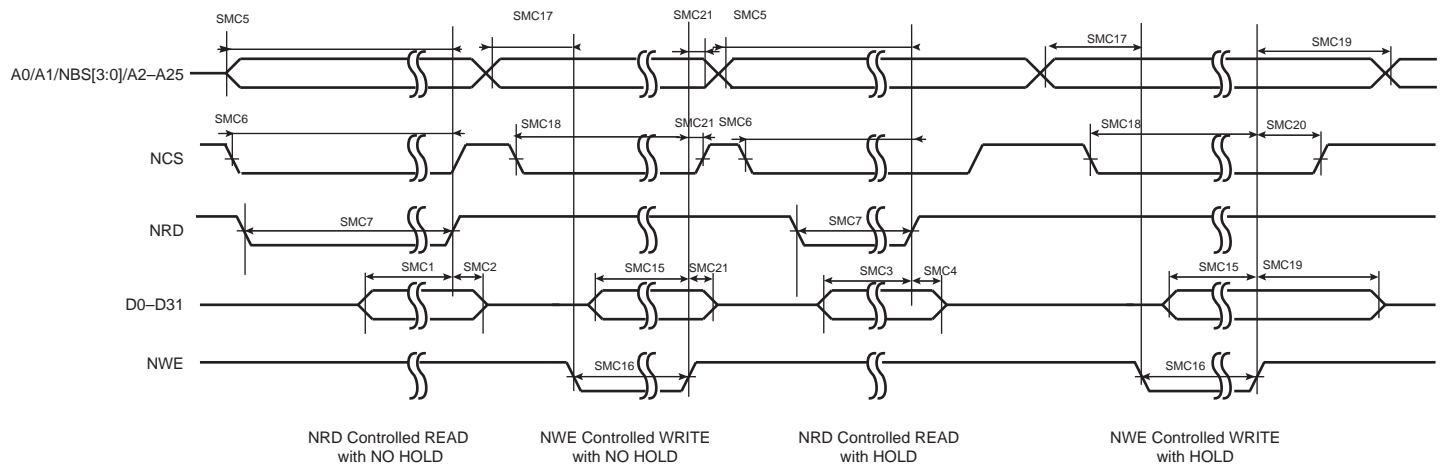 SMC5 SMC17 SMC21 SMC5 SMC17 SMC19
A0/A1/NBS[3:0]/A2–A25
SMC6 SMC18 SMC21 SMC6 SMC18 SMC20
NCS
SMC7 SMC7
NRD
SMC1 SMC2 SMC15 SMC21 SMC3 SMC4 SMC15 SMC19
D0–D31
NWE
SMC16 SMC16
NRD Controlled READ
with NO HOLD
NWE Controlled WRITE
with NO HOLD
NRD Controlled READ
with HOLD
NWE Controlled WRITE
with HOLD